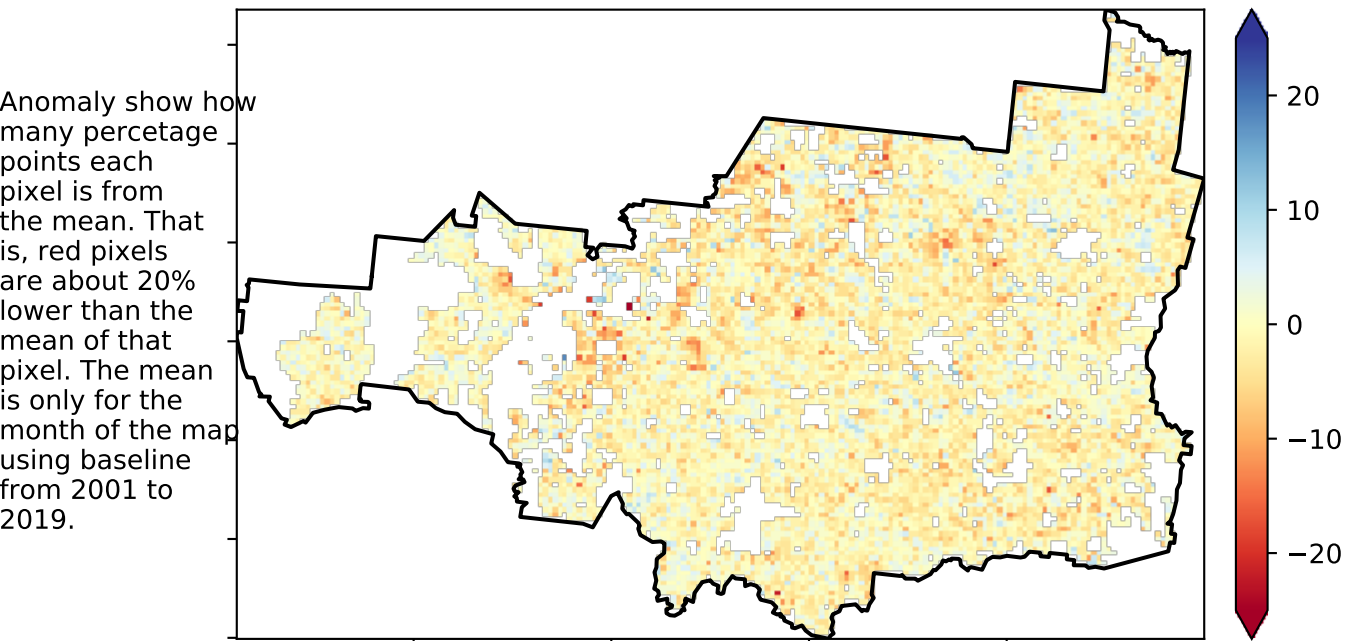 Anomaly show how
many percetage
points each
pixel is from
the mean. That
is, red pixels
are about 20%
lower than the
mean of that
pixel. The mean
is only for the
month of the map
using baseline
from 2001 to
2019.
20
10
0
−10
−20